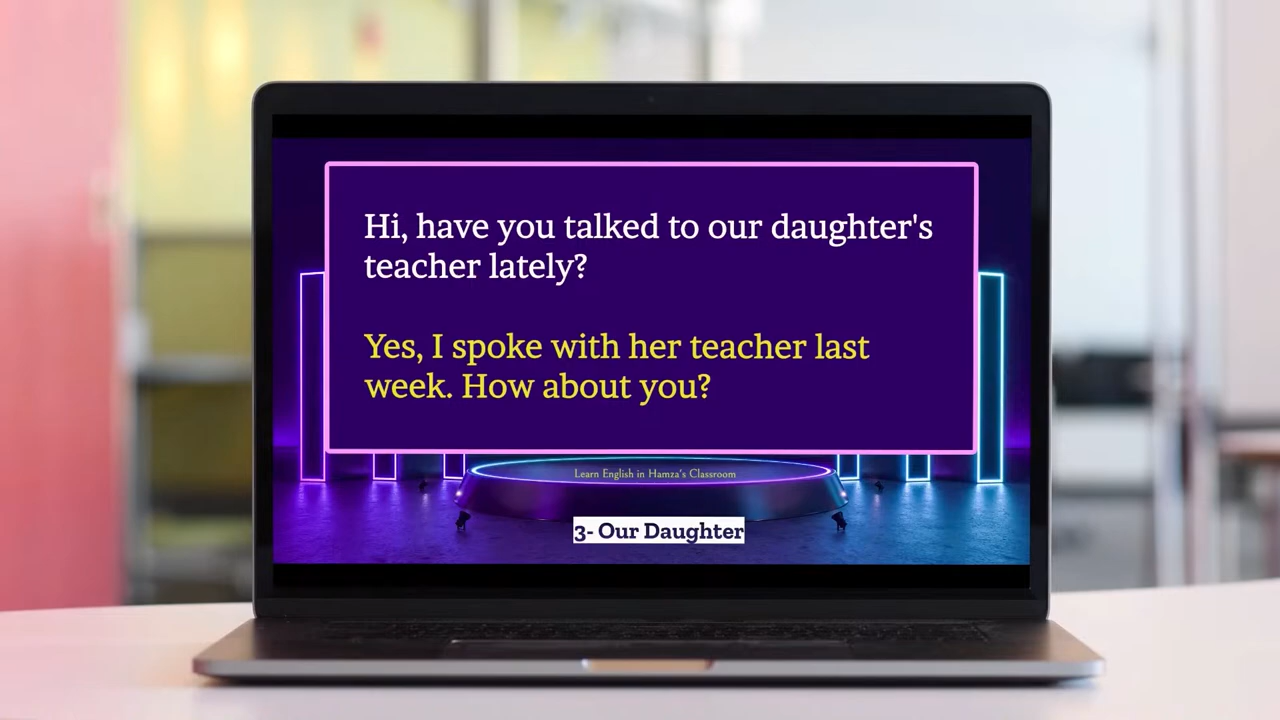 Hi, have you talked to our daughter's
teacher lately?
Yes, I spoke with her teacher last
week. How about you?
Learn English in Hamza's Classroom
3- Our Daughter